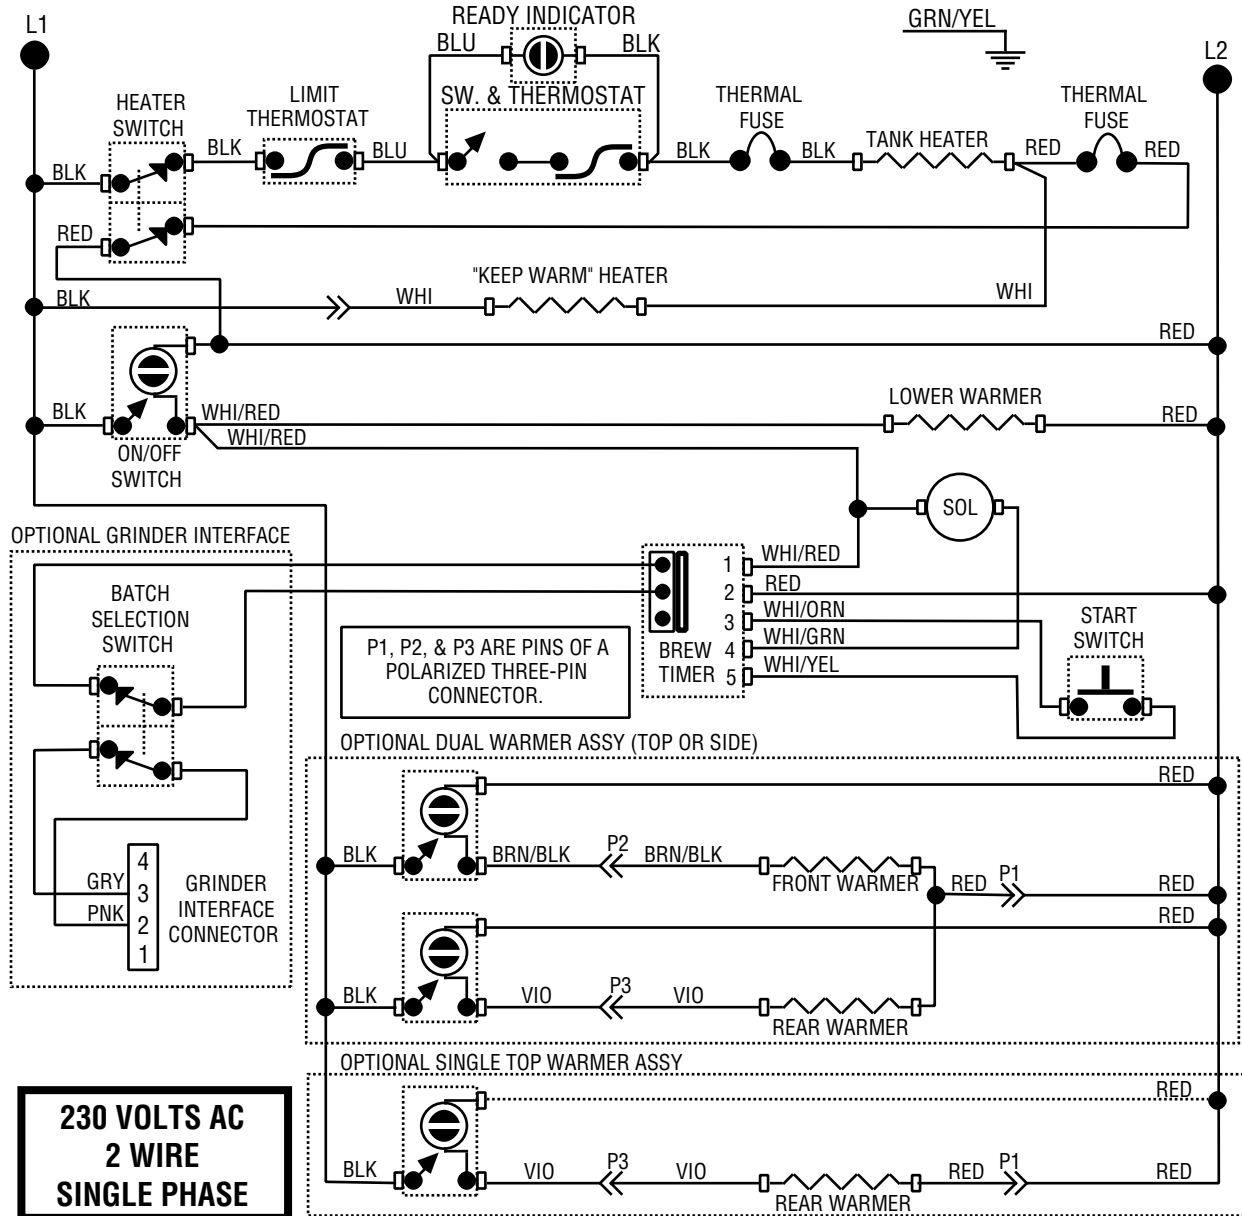 L1
READY INDICATOR
BLU
BLK
GRN/YEL
L2
HEATER
SWITCH
LIMIT
THERMOSTAT
SW. & THERMOSTAT
THERMAL
FUSE
THERMAL
FUSE
BLK
BLU
BLK
BLK
TANK HEATER
RED
RED
BLK
RED
"KEEP WARM" HEATER
BLK
WHI
WHI
RED
BLK
WHI/RED
WHI/RED
LOWER WARMER
RED
ON/OFF
SWITCH
SOL
OPTIONAL GRINDER INTERFACE
BATCH
SELECTION
SWITCH
1
WHI/RED
2
RED
3
WHI/ORN
4
WHI/GRN
5
WHI/YEL
BREW
TIMER
START
SWITCH
P1, P2, & P3 ARE PINS OF A
POLARIZED THREE-PIN
CONNECTOR.
OPTIONAL DUAL WARMER ASSY (TOP OR SIDE)
RED
BLK
BRN/BLK
P2
BRN/BLK
FRONT WARMER
RED
P1
RED
RED
BLK
VIO
P3
VIO
REAR WARMER
4
3
2
1
GRY
PNK
GRINDER
INTERFACE
CONNECTOR
OPTIONAL SINGLE TOP WARMER ASSY
RED
BLK
VIO
P3
VIO
REAR WARMER
RED
P1
RED
230 VOLTS AC
2 WIRE
SINGLE PHASE